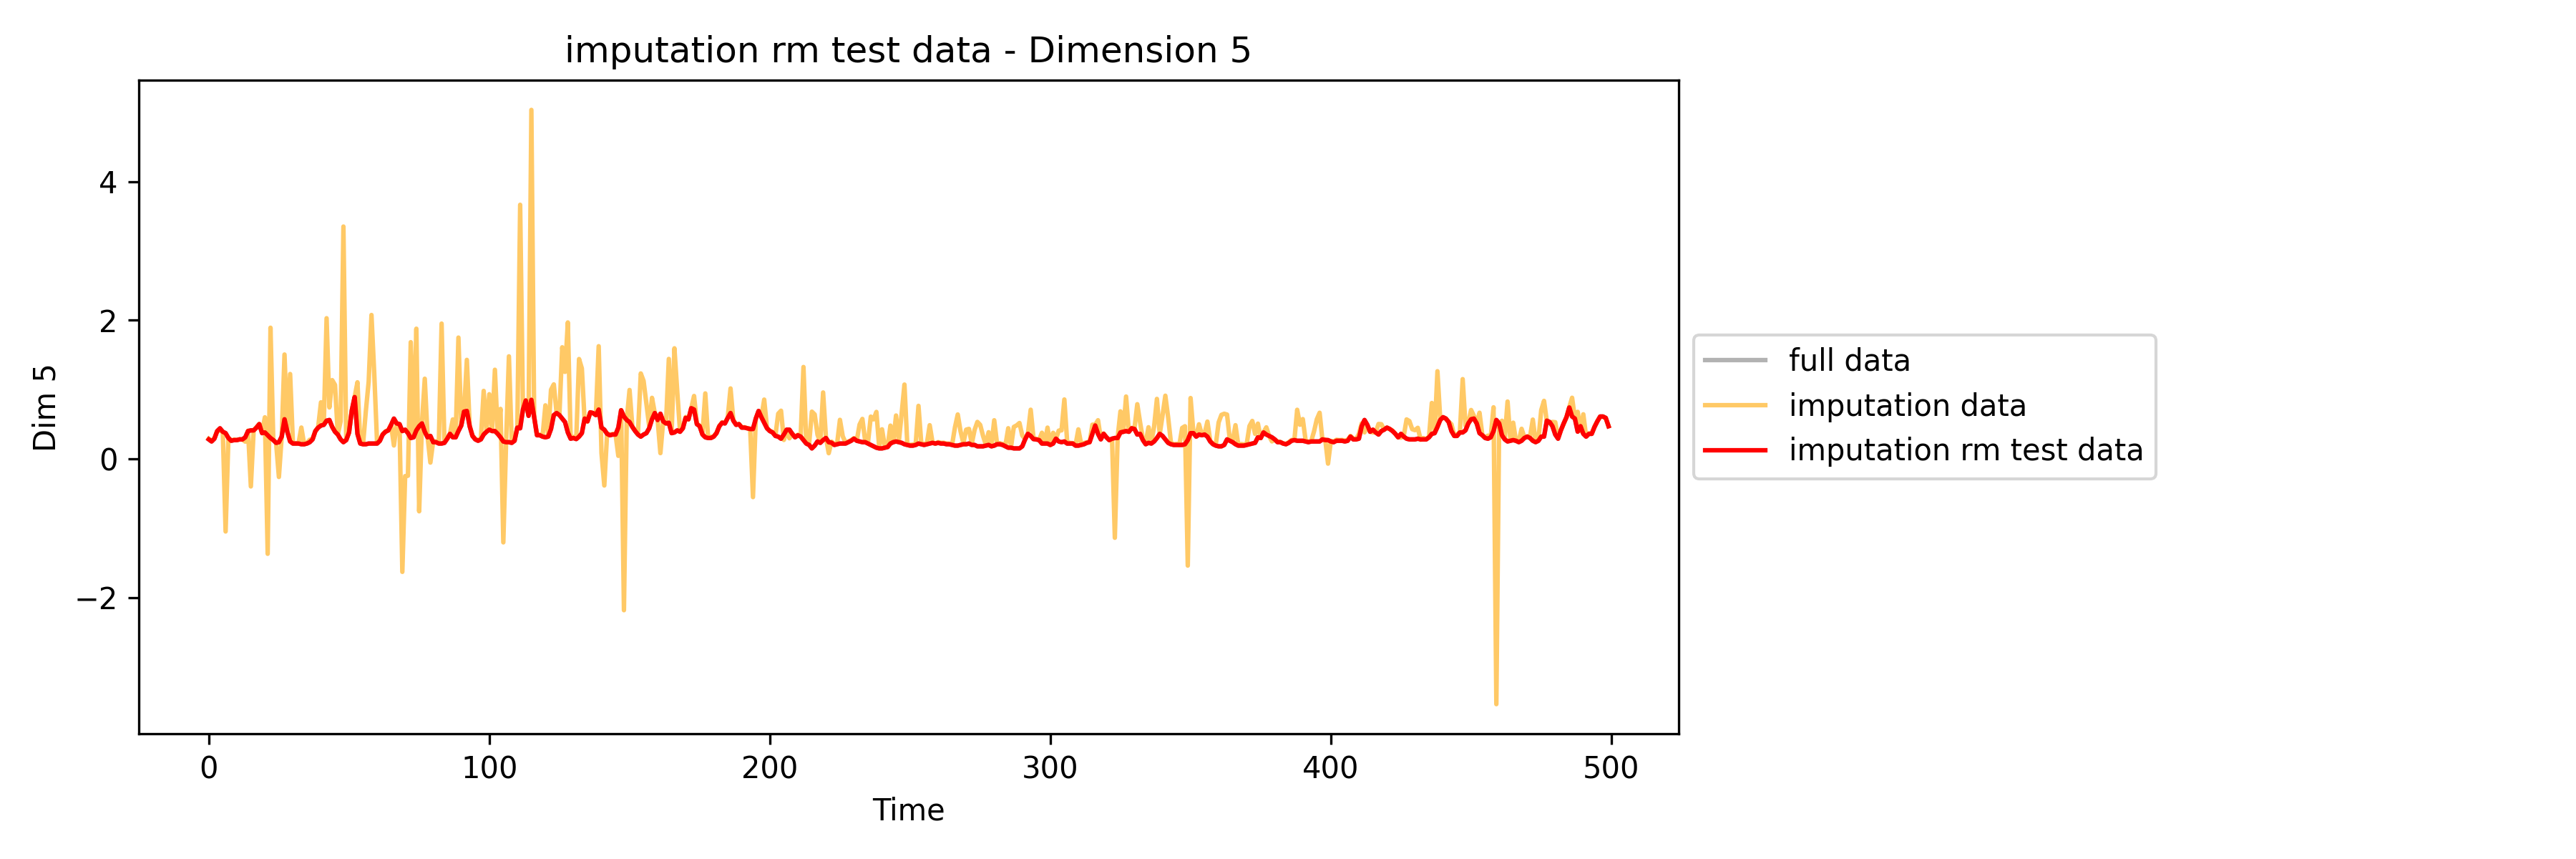 imputation rm test data - Dimension 5
Dim 5
4
2
0
−2
0 100 200 300 400 500
Time
full data
imputation data
imputation rm test data